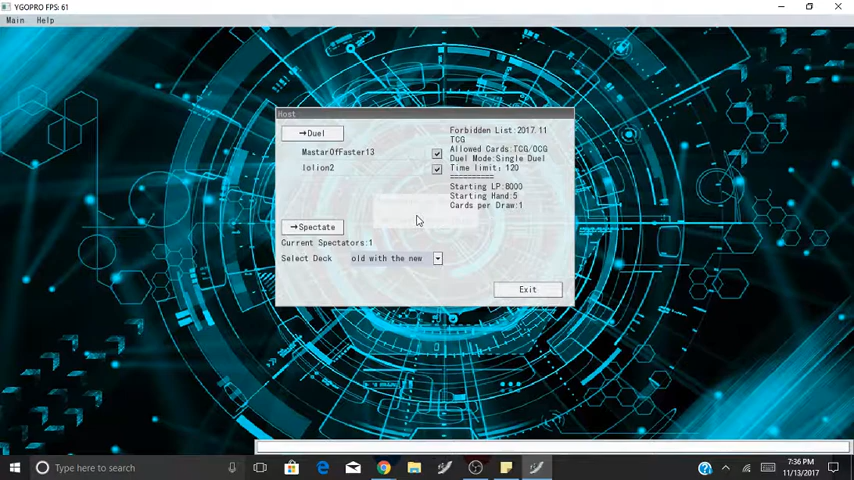 YGOPRO FPS: 61
Main Help
Host
→Duel
MastarOfFaster13
lolion2
Forbidden List:2017.11
TCG
Allowed Cards:TCG/OCG
Duel Mode:Single Duel
Time limit: 120
==========
Starting LP:8000
Starting Hand:5
Cards per Draw:1
→Spectate
Current Spectators:1
Select Deck old with the new
Exit
Type here to search
7:36 PM
11/13/2017